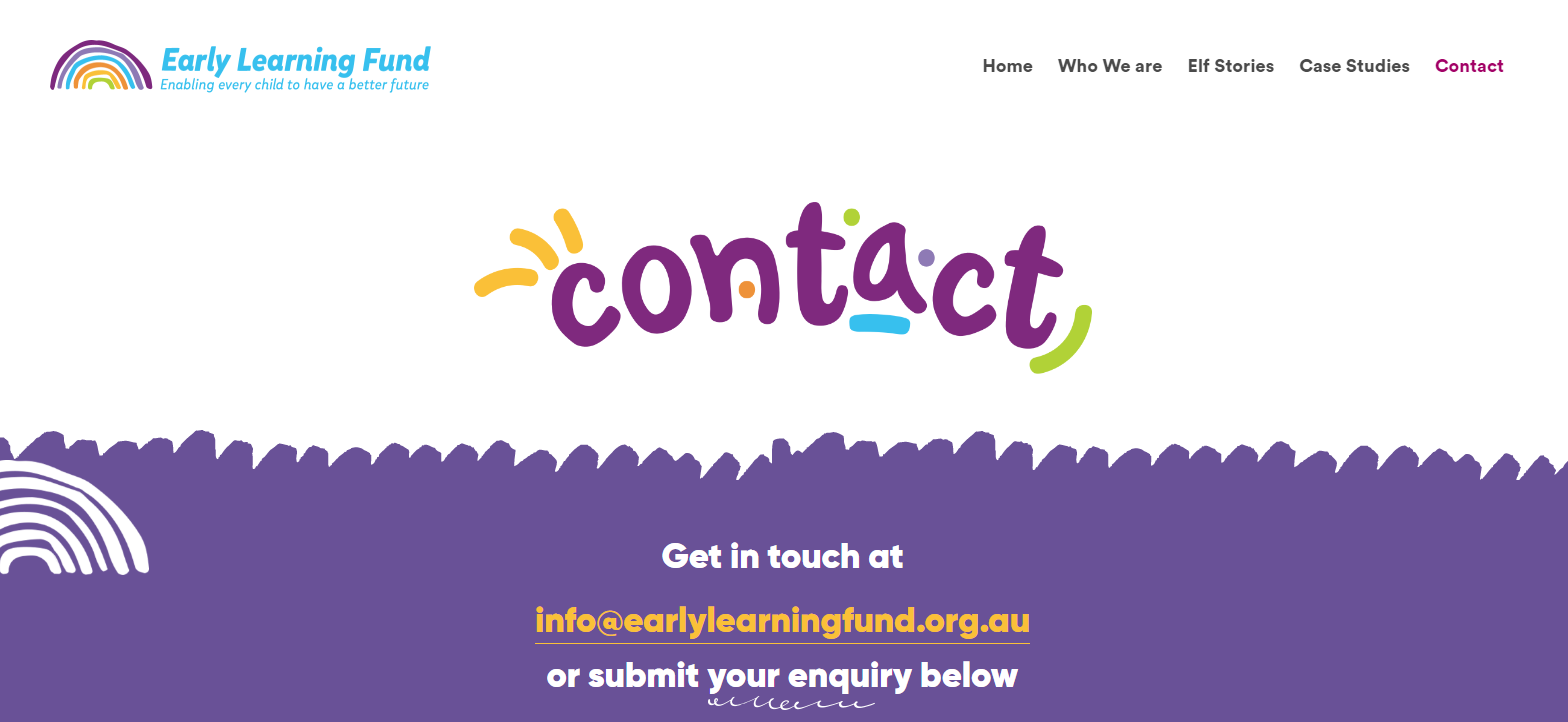 Early Learning Fund
Enabling every child to have a better future
Home Who We are Elf Stories Case Studies Contact
contact
Get in touch at
info@earlylearningfund.org.au
or submit your enquiry below